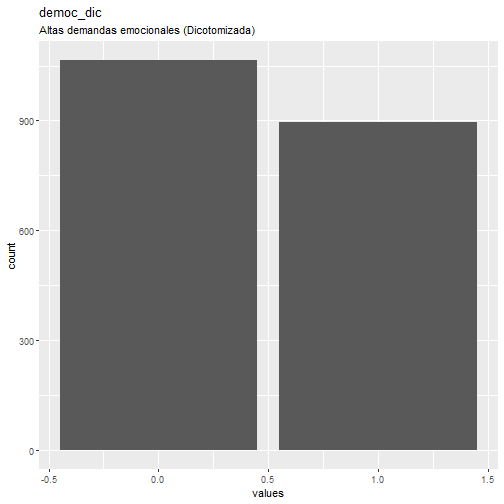 democ_dic
Altas demandas emocionales (Dicotomizada)
900
600
300
0
count
-0.5 0.0 0.5 1.0 1.5
values